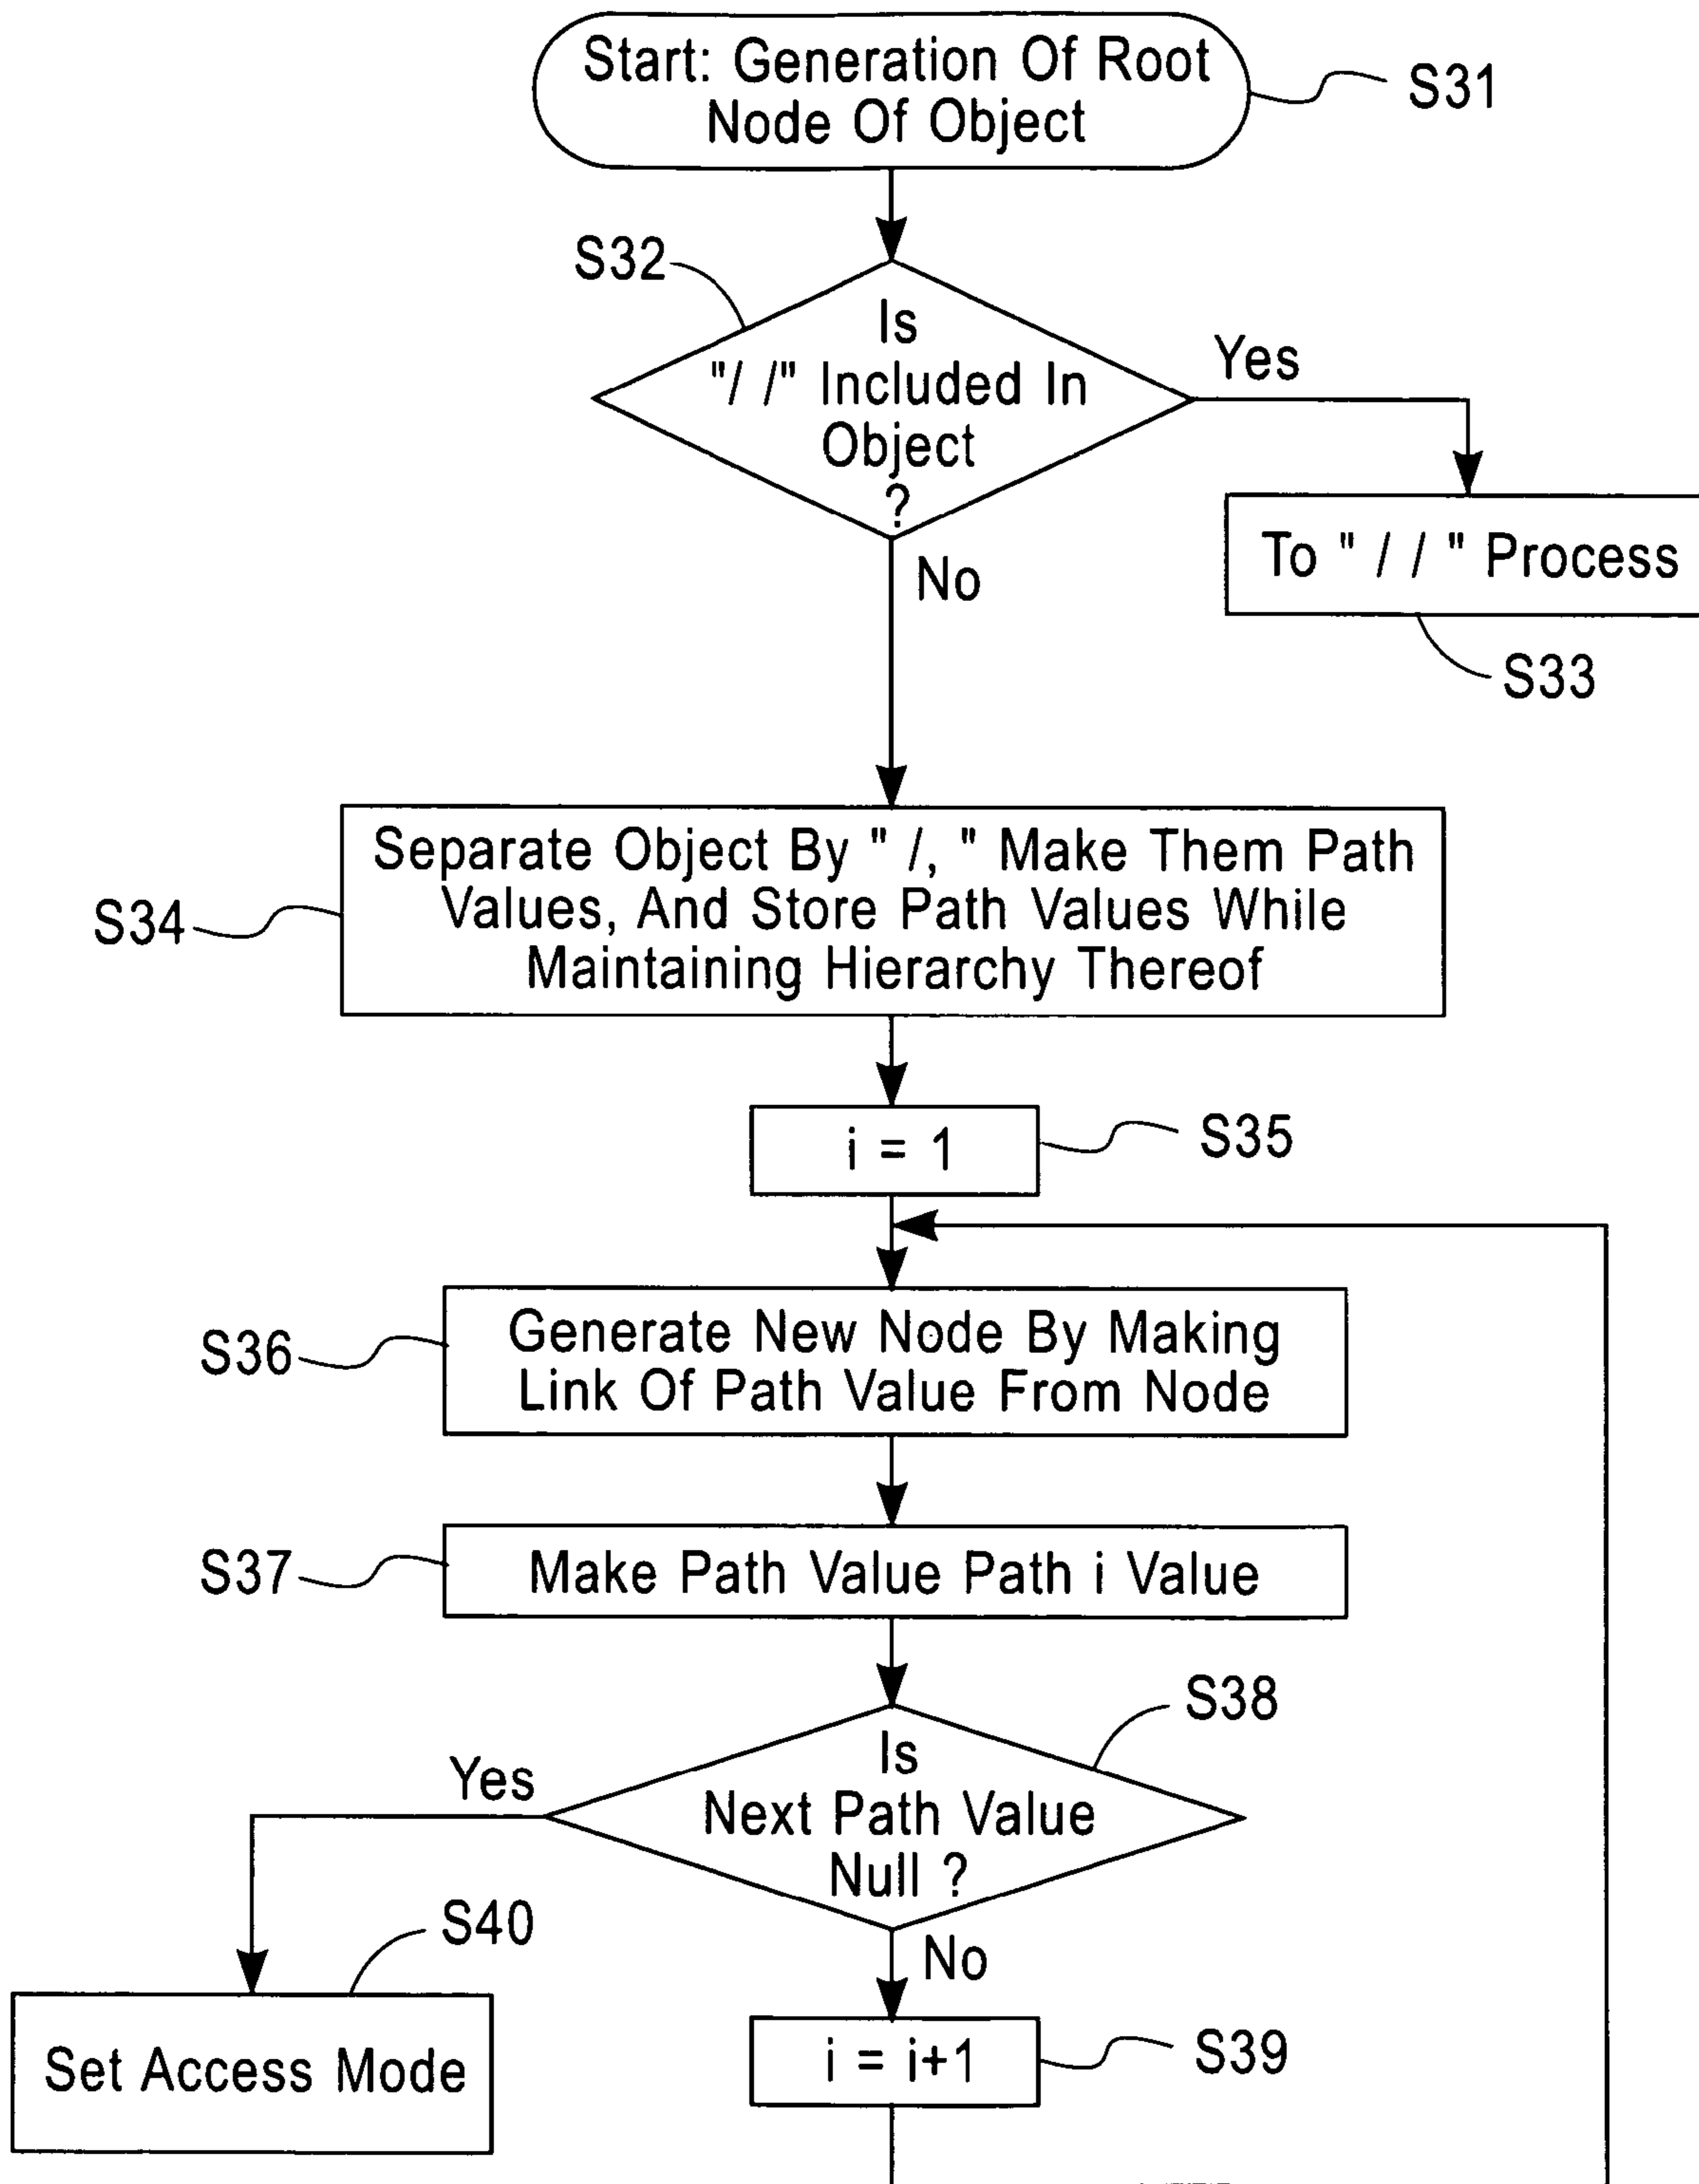 Start: Generation Of Root
Node Of Object
S31
S32
Is
"/ /" Included In
Object
?
Yes
No
To " / / " Process
S33
Separate Object By " /, " Make Them Path
Values, And Store Path Values While
Maintaining Hierarchy Thereof
S34
i = 1
S35
Generate New Node By Making
Link Of Path Value From Node
S36
Make Path Value Path i Value
S37
S38
Is
Next Path Value
Null ?
Yes
No
S40
Set Access Mode
i = i+1
S39